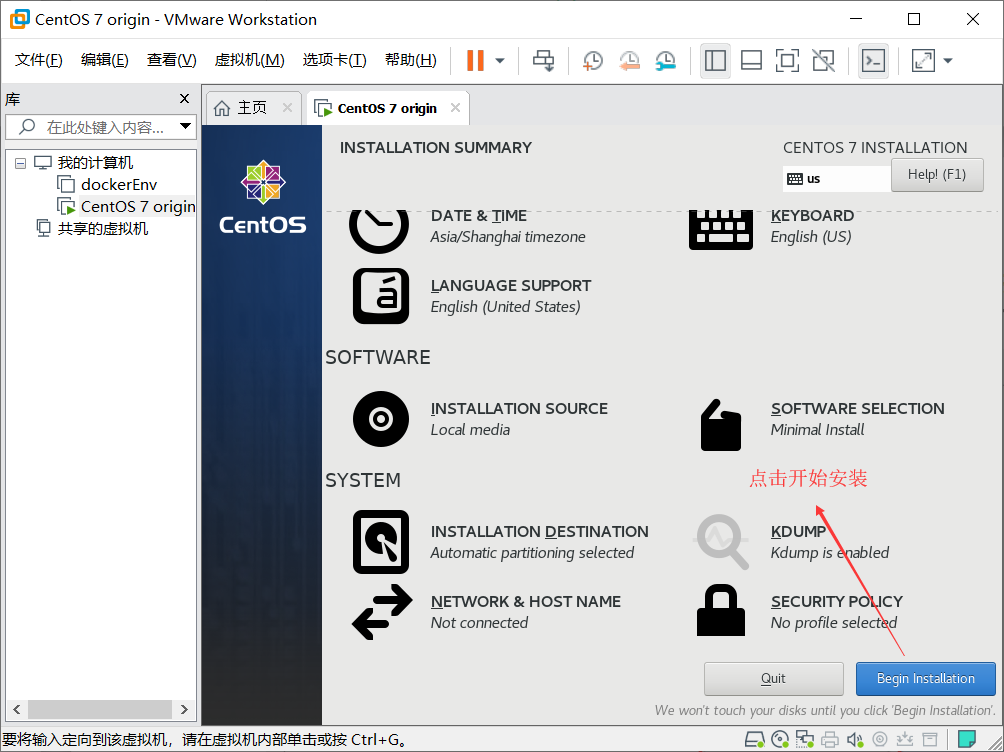 CentOS 7 origin - VMware Workstation
文件(F) 编辑(E) 查看(V) 虚拟机(M) 选项卡(T) 帮助(H)
库
在此处键入内容...
我的计算机
dockerEnv
CentOS 7 origin
共享的虚拟机
主页 CentOS 7 origin
CentOS
INSTALLATION SUMMARY
CENTOS 7 INSTALLATION
us
Help! (F1)
DATE & TIME
Asia/Shanghai timezone
KEYBOARD
English (US)
LANGUAGE SUPPORT
English (United States)
SOFTWARE
INSTALLATION SOURCE
Local media
SOFTWARE SELECTION
Minimal Install
SYSTEM
点击开始安装
INSTALLATION DESTINATION
Automatic partitioning selected
KDUMP
Kdump is enabled
NETWORK & HOST NAME
Not connected
SECURITY POLICY
No profile selected
Quit
Begin Installation
We won't touch your disks until you click 'Begin Installation'.
要将输入定向到该虚拟机，请在虚拟机内部单击或按 Ctrl+G。